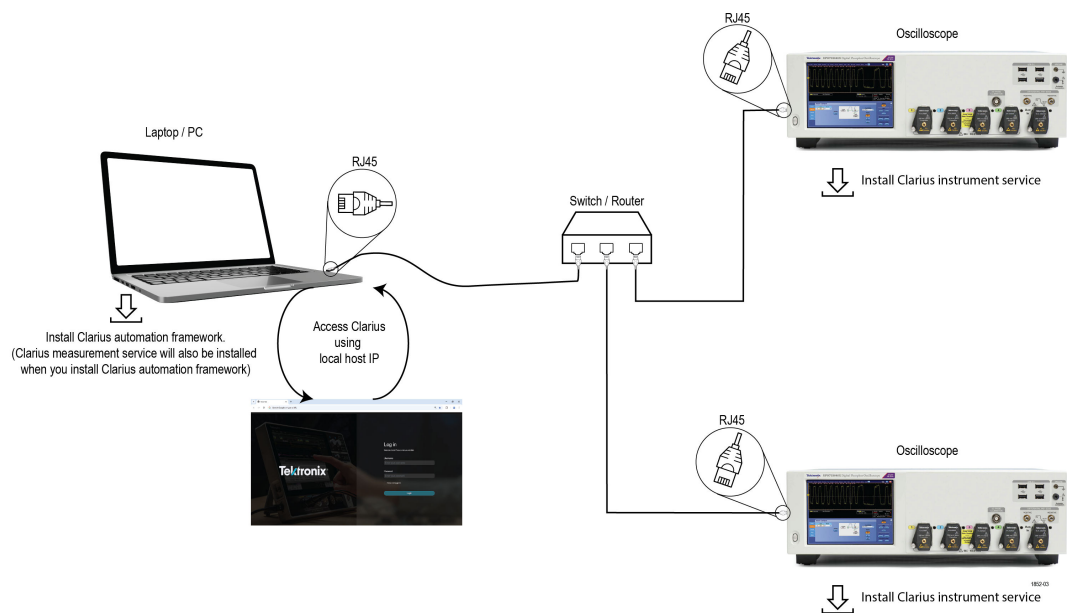 RJ45
Oscilloscope
Laptop / PC
RJ45
Install Clarius instrument service
Switch / Router
Install Clarius automation framework.
(Clarius measurement service will also be installed
when you install Clarius automation framework)
Access Clarius
using
local host IP
Log in
Tektronix
RJ45
Oscilloscope
1852-03
Install Clarius instrument service